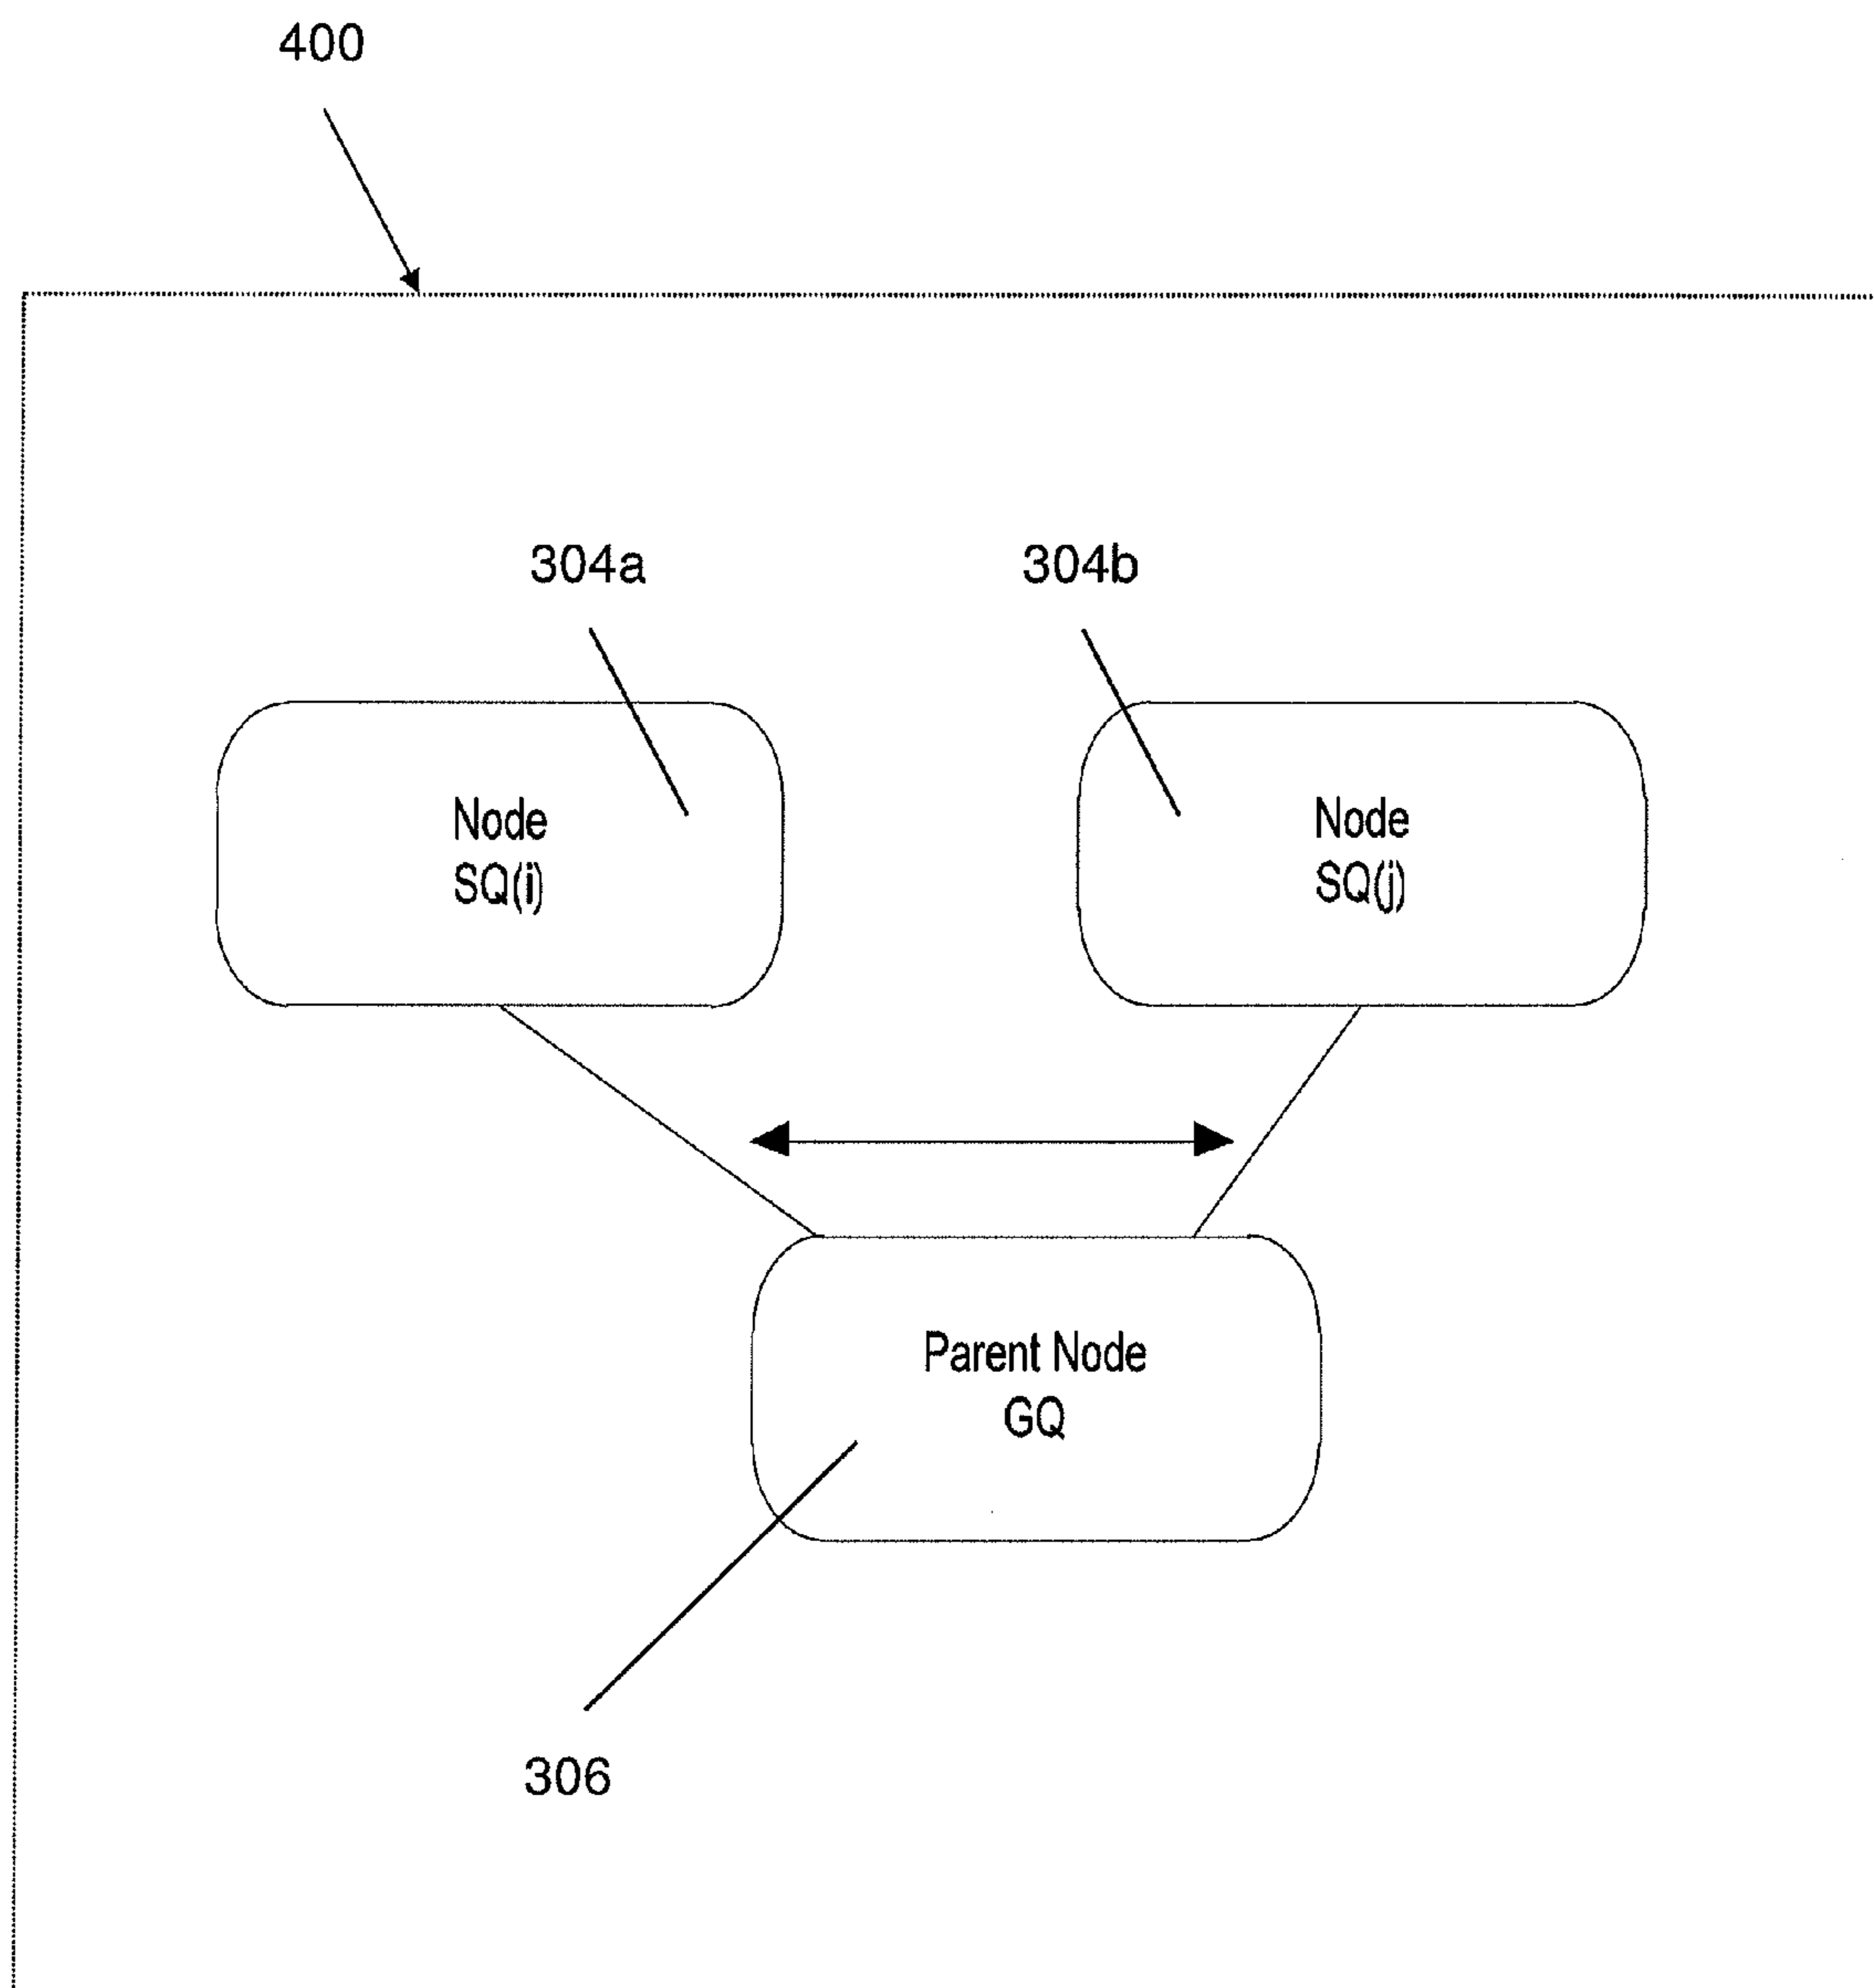 400
304a
304b
Node
SQ(i)
Node
SQ(j)
Parent Node
GQ
306